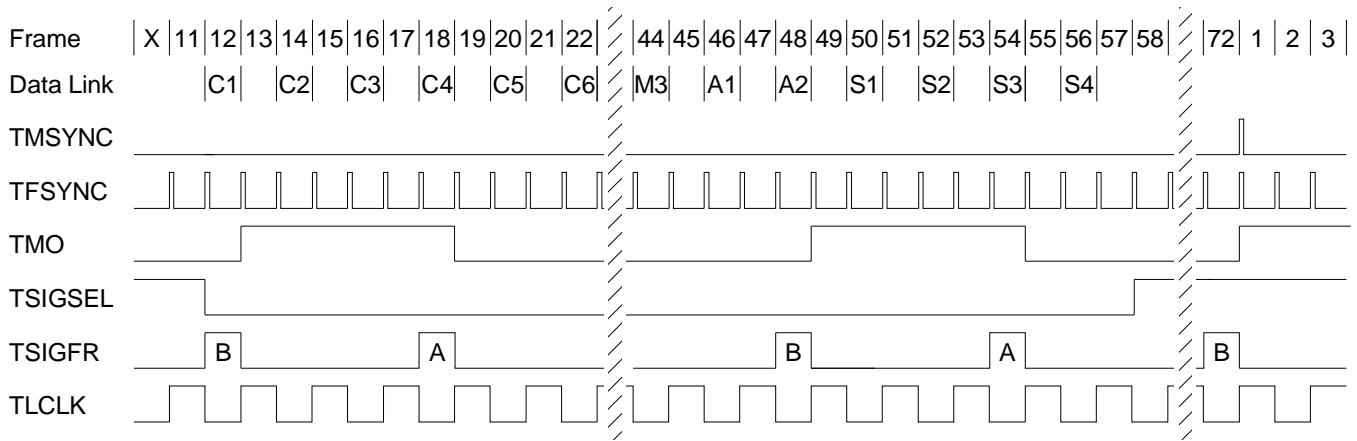 Frame X 11 12 13 14 15 16 17 18 19 20 21 22 44 45 46 47 48 49 50 51 52 53 54 55 56 57 58 72 1 2 3
Data Link C1 C2 C3 C4 C5 C6 M3 A1 A2 S1 S2 S3 S4
TMSYNC
TFSYNC
TMO
TSIGSEL
TSIGFR B A B A B
TLCLK